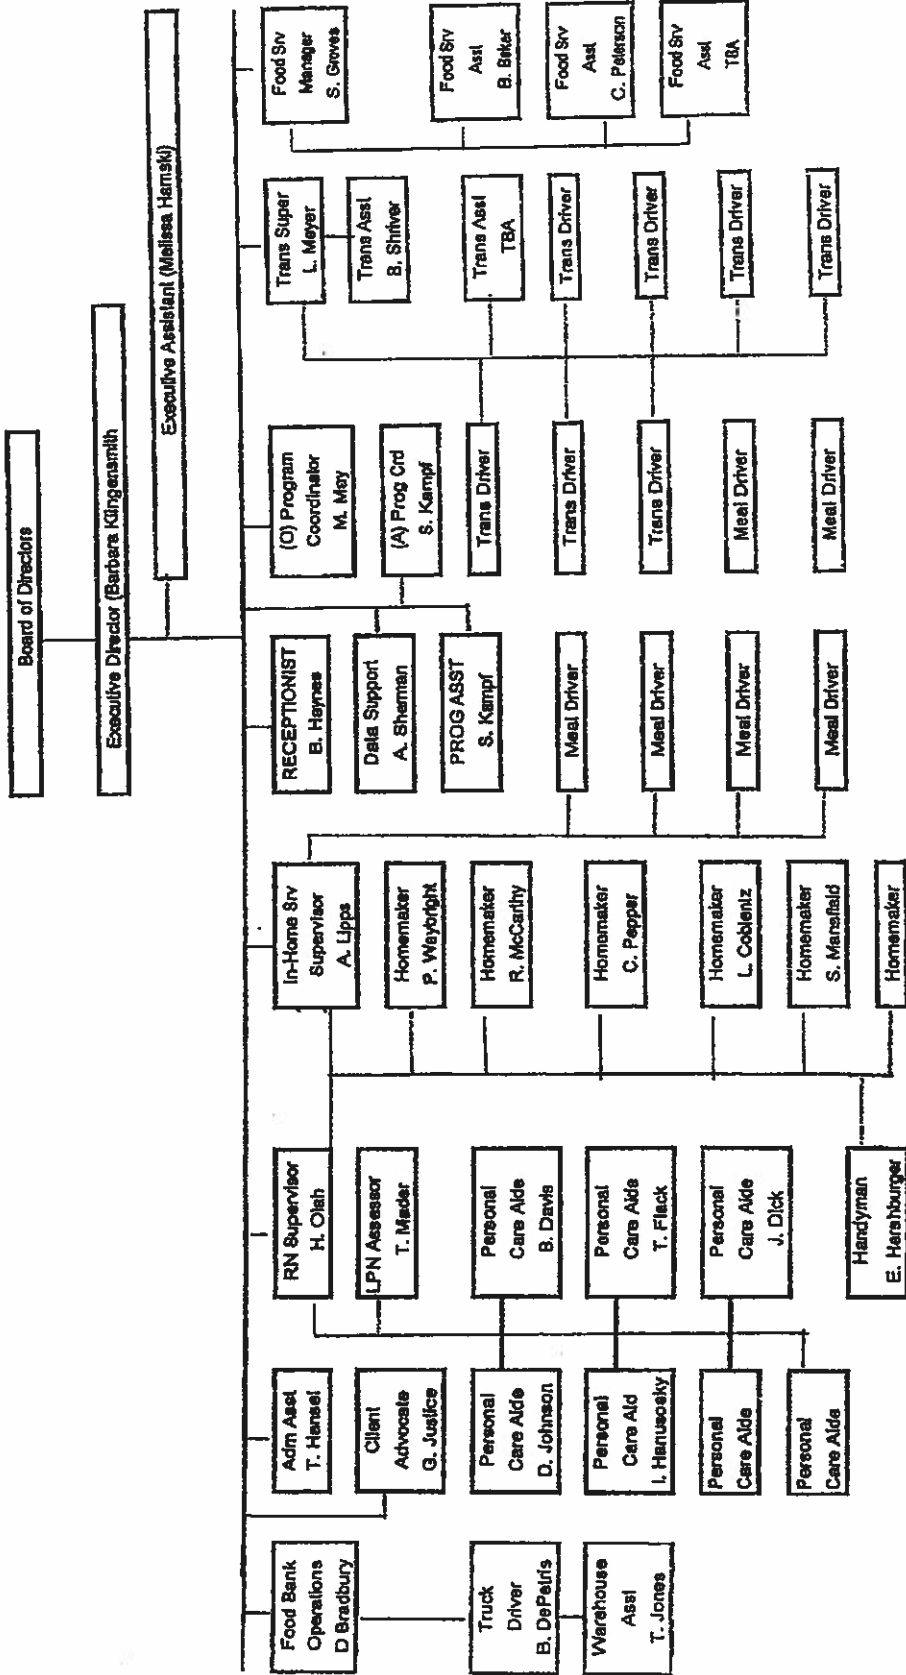 Board of Directors
Executive Director (Barbara Klingensmith
Executive Assistant (Melissa Hamski)
Food Bank
Operations
D Bradbury
Truck
Driver
B. DePetris
Warehouse
Asst
T. Jones
Adm Asst
T. Hansel
Client
Advocate
G. Justice
Personal
Care Aide
D. Johnson
Personal
Care Aid
I. Hanusosky
Personal
Care Aide
Personal
Care Aide
RN Supervisor
H. Olah
LPN Assessor
T. Mader
Personal
Care Aide
B. Davis
Personal
Care Aide
T. Flack
Personal
Care Aide
J. Dick
Handyman
E. Harshburger
In-Home Srv
Supervisor
A. Lipps
Homemaker
P. Waybright
Homemaker
R. McCarthy
Homemaker
C. Pepper
Homemaker
L. Coblentz
Homemaker
S. Mansfield
Homemaker
RECEPTIONIST
B. Haynes
Data Support
A. Sherman
PROG ASST
S. Kampf
Meal Driver
Meal Driver
Meal Driver
Meal Driver
(O) Program
Coordinator
M. May
(A) Prog Crd
S. Kampf
Trans Driver
Trans Driver
Trans Driver
Meal Driver
Meal Driver
Trans Super
L. Meyer
Trans Asst
B. Shriver
Trans Asst
TBA
Trans Driver
Trans Driver
Trans Driver
Trans Driver
Food Srv
Manager
S. Groves
Food Srv
Asst
B. Beker
Food Srv
Asst
C. Peterson
Food Srv
Asst
TBA